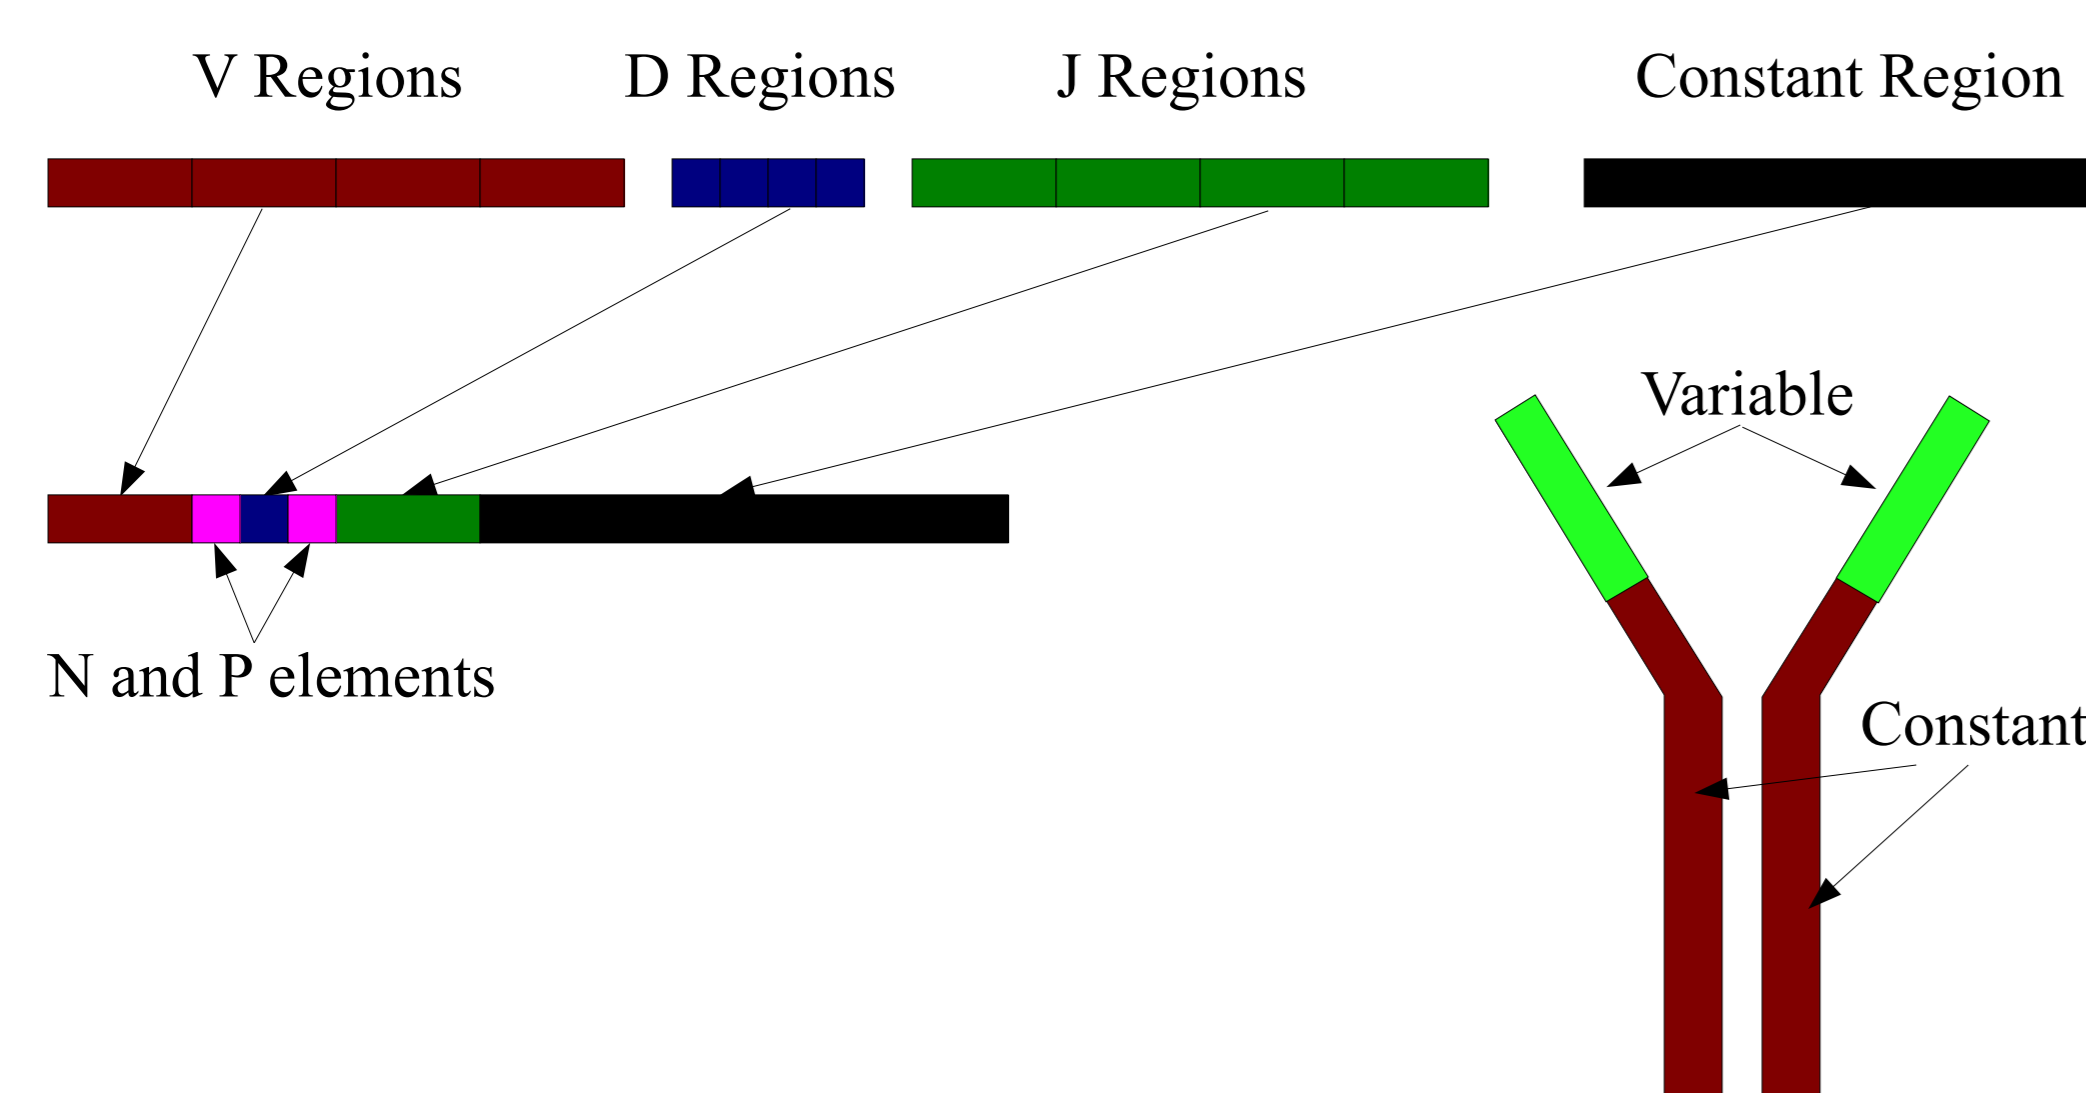 V Regions
D Regions
J Regions
Constant Region
Variable
N and P elements
Constant